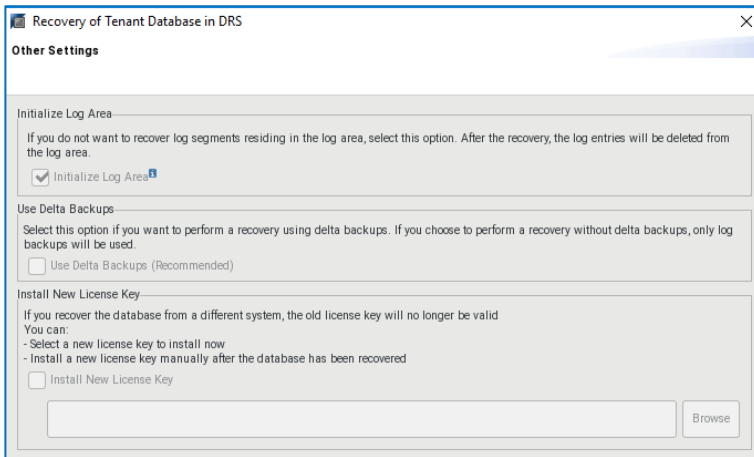 Recovery of Tenant Database in DRS
Other Settings
Initialize Log Area
If you do not want to recover log segments residing in the log area, select this option. After the recovery, the log entries will be deleted from
the log area.
Initialize Log Area
Use Delta Backups
Select this option if you want to perform a recovery using delta backups. If you choose to perform a recovery without delta backups, only log
backups will be used.
Use Delta Backups (Recommended)
Install New License Key
If you recover the database from a different system, the old license key will no longer be valid
You can:
- Select a new license key to install now
- Install a new license key manually after the database has been recovered
Install New License Key
Browse